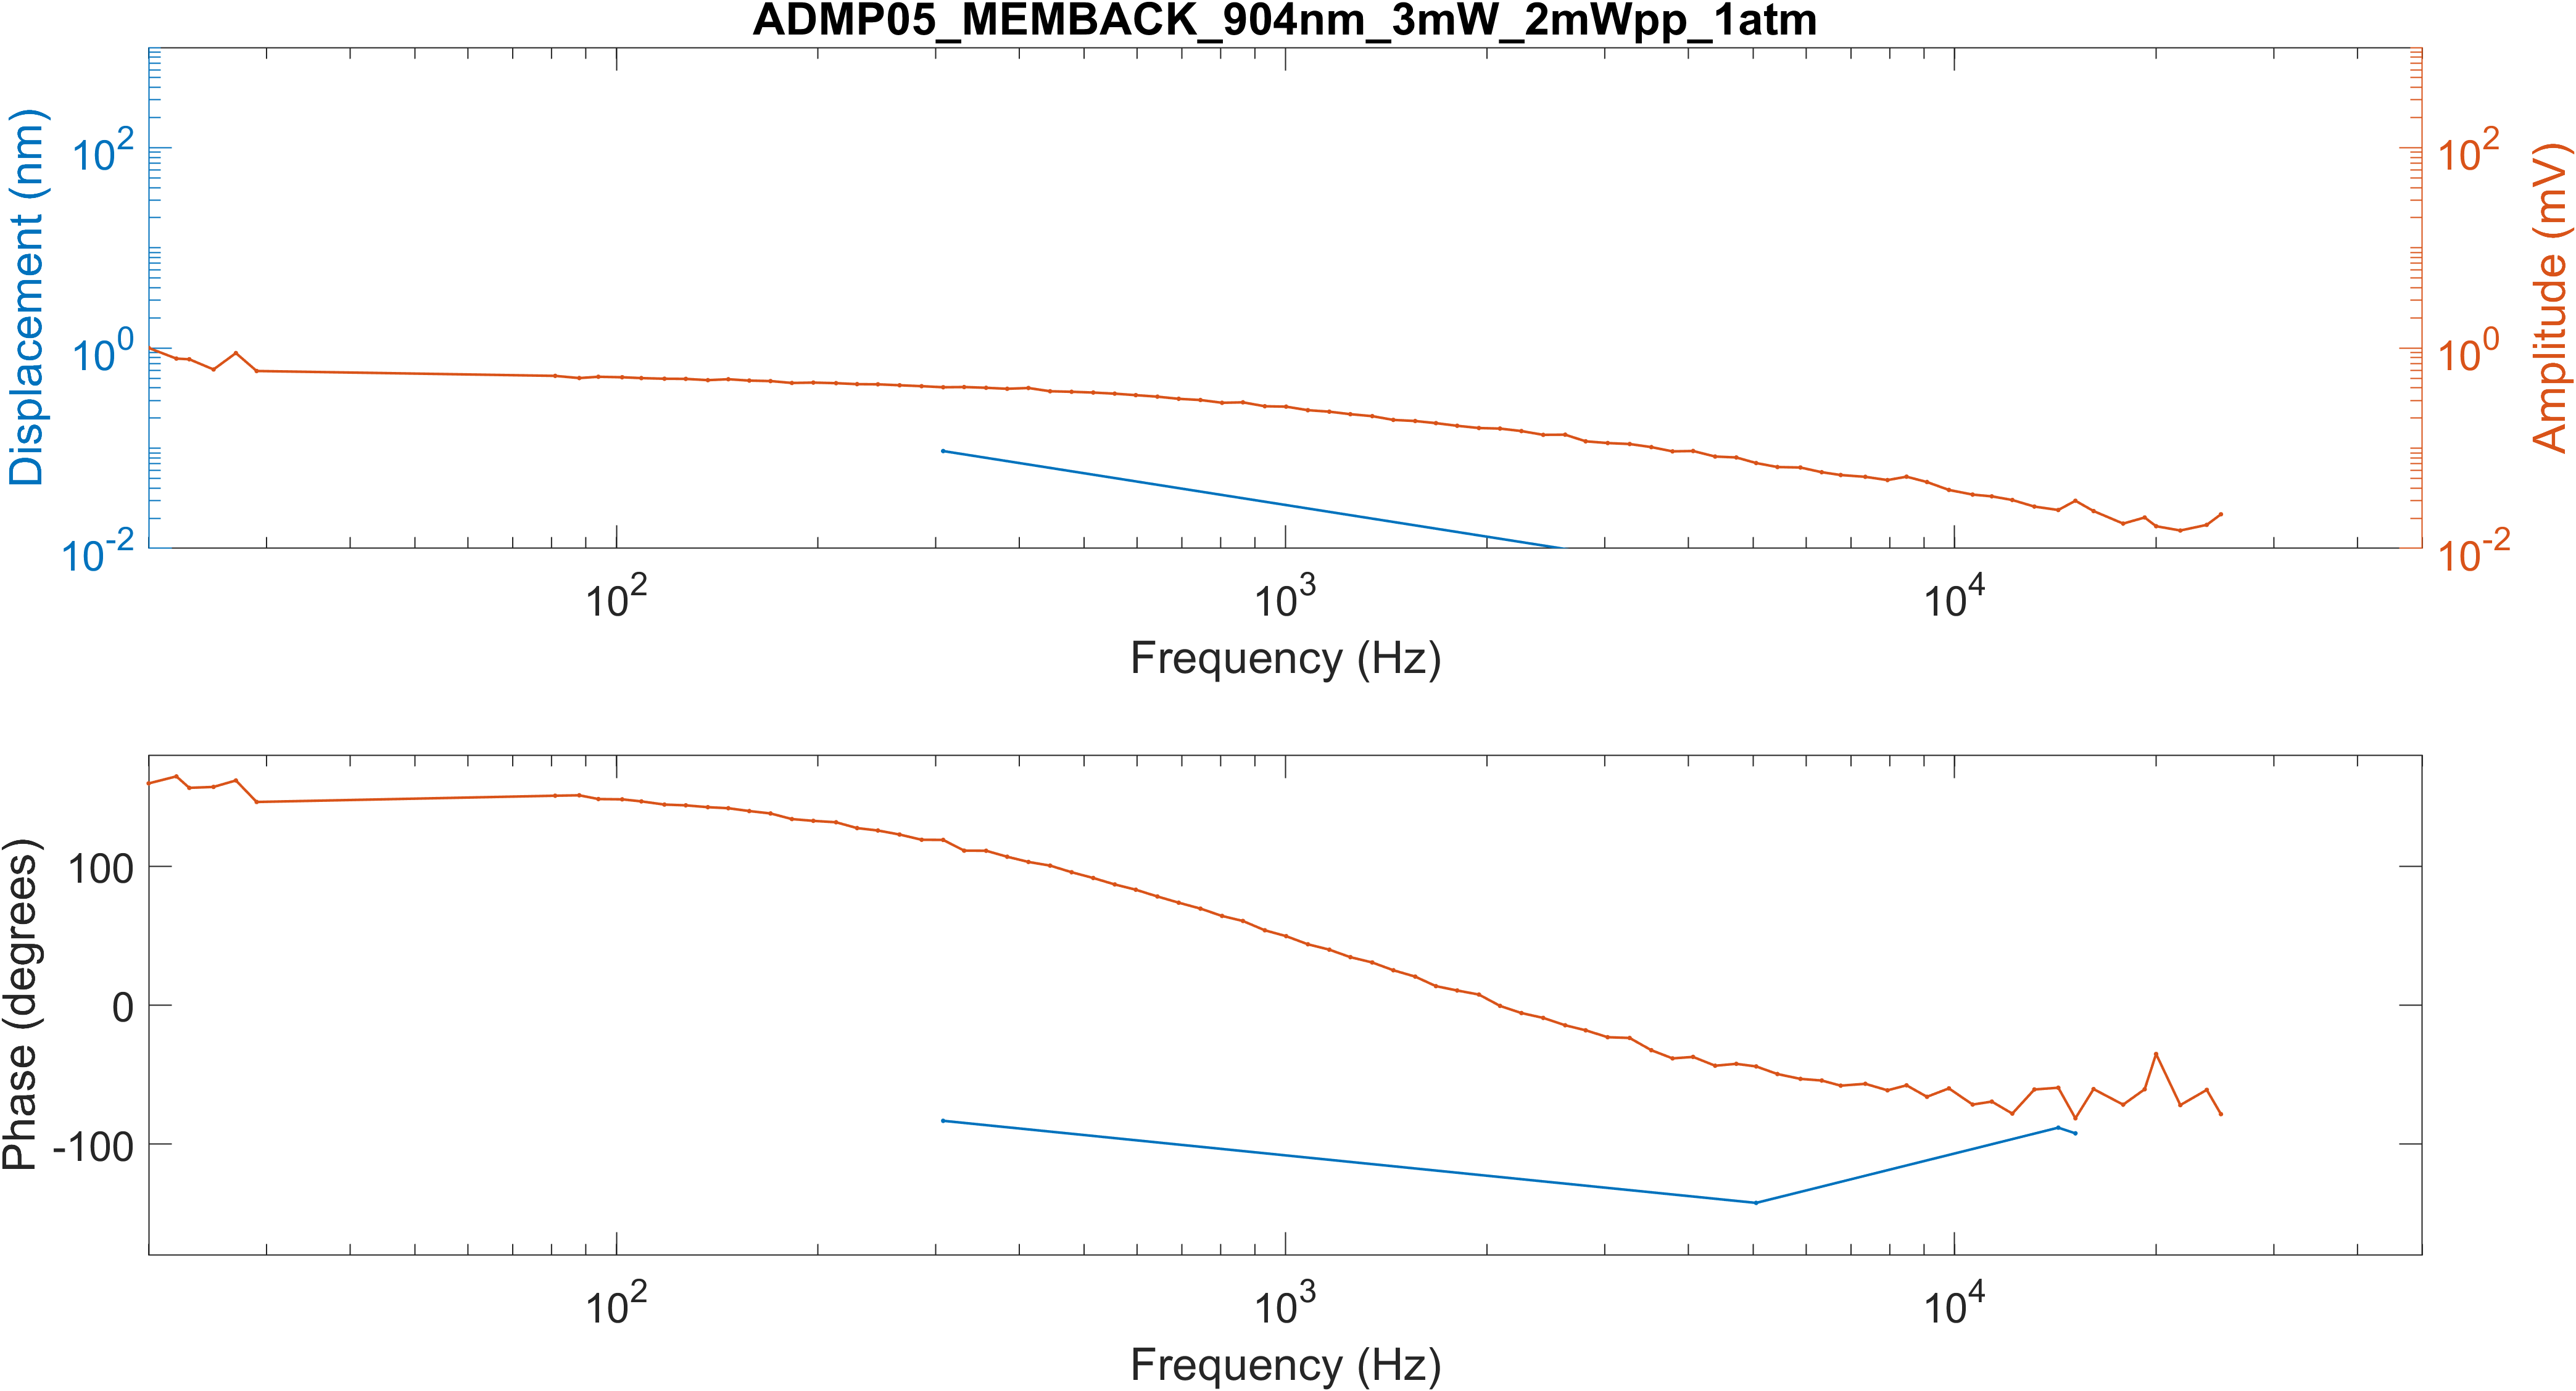 ADMP05_MEMBACK_904nm_3mW_2mWpp_1atm
Displacement (nm)
10^2
10^0
10^-2
Amplitude (mV)
10^2
10^0
10^-2
10^2 10^3 10^4
Frequency (Hz)
Phase (degrees)
100
0
-100
10^2 10^3 10^4
Frequency (Hz)